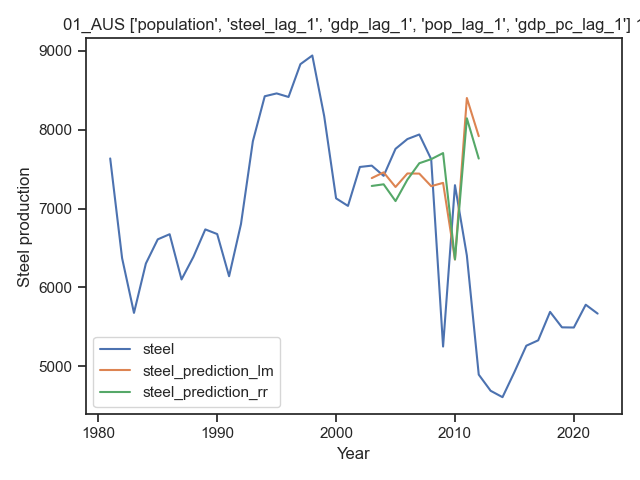 01_AUS ['population', 'steel_lag_1', 'gdp_lag_1', 'pop_lag_1', 'gdp_pc_lag_1']
9000
8000
7000
6000
5000
Steel production
steel
steel_prediction_lm
steel_prediction_rr
1980
1990
2000
2010
2020
Year